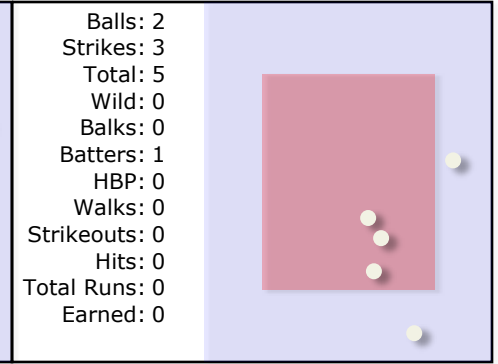 Balls: 2
Strikes: 3
Total: 5
Wild: 0
Balks: 0
Batters: 1
HBP: 0
Walks: 0
Strikeouts: 0
Hits: 0
Total Runs: 0
Earned: 0